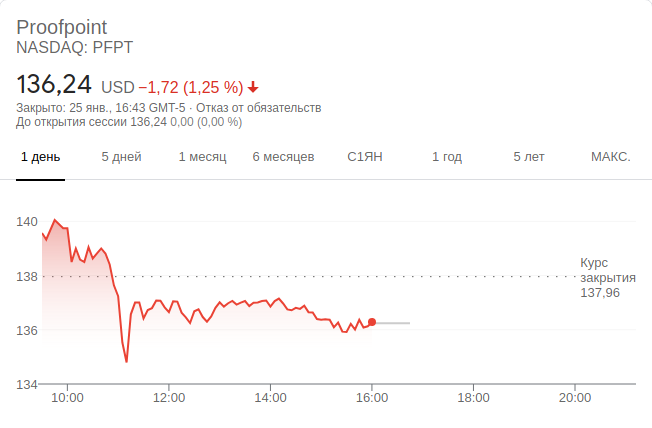 Proofpoint
NASDAQ: PFPT
136,24 USD −1,72 (1,25 %)
Закрыто: 25 янв., 16:43 GMT-5 · Отказ от обязательств
До открытия сессии 136,24 0,00 (0,00 %)
1 день 5 дней 1 месяц 6 месяцев С1ЯН 1 год 5 лет МАКС.
140
Курс
138 закрытия
137,96
136
134
10:00 12:00 14:00 16:00 18:00 20:00